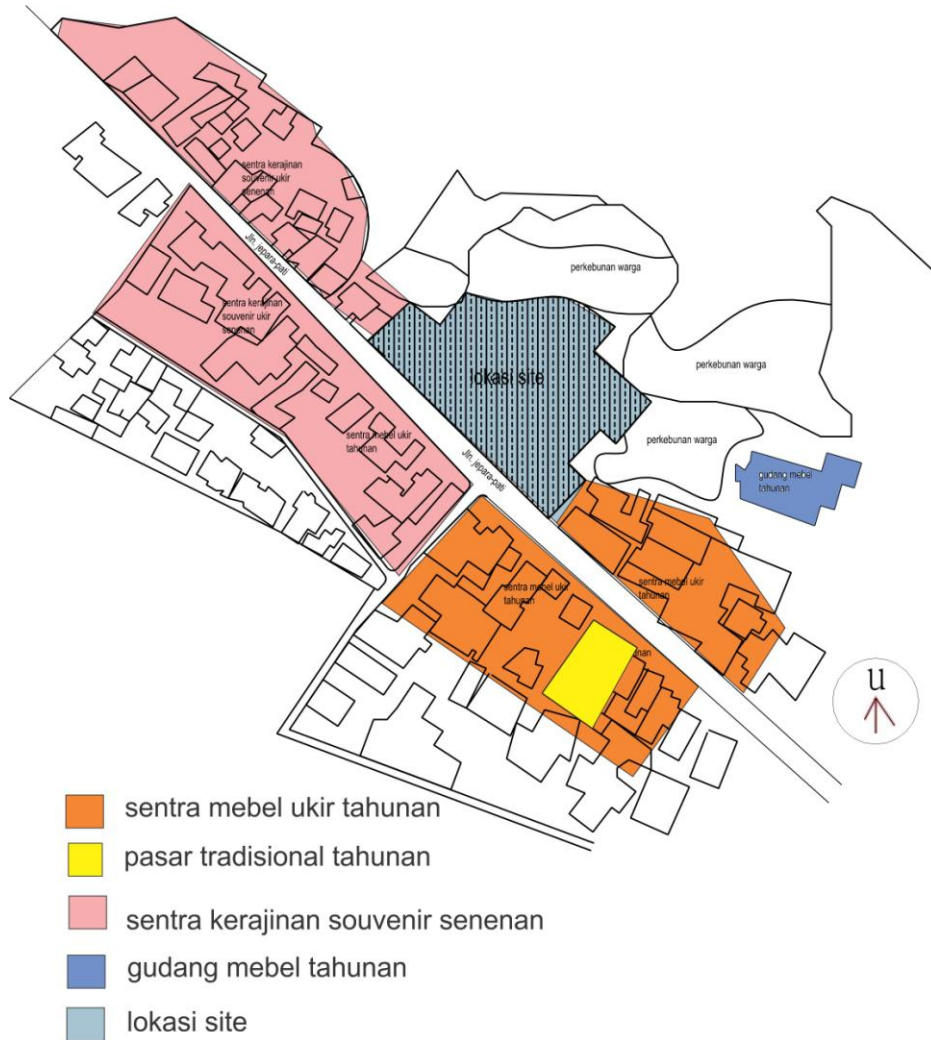 sentra kerajinan
souvenir ukir
senenan
Jln. jepara-pati
perkebunan warga
sentra kerajinan
souvenir ukir
senenan
perkebunan warga
lokasi site
sentra mebel ukir
tahunan
perkebunan warga
Jln. jepara-pati
gudang mebel
tahunan
sentra mebel ukir
tahunan
sentra mebel ukir
tahunan
u
sentra mebel ukir tahunan
pasar tradisional tahunan
sentra kerajinan souvenir senenan
gudang mebel tahunan
lokasi site